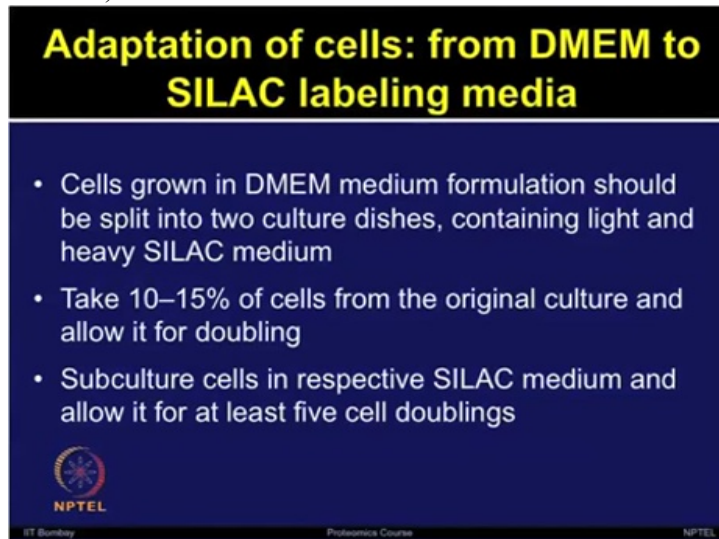 Adaptation of cells: from DMEM to
SILAC labeling media
• Cells grown in DMEM medium formulation should
be split into two culture dishes, containing light and
heavy SILAC medium
• Take 10–15% of cells from the original culture and
allow it for doubling
• Subculture cells in respective SILAC medium and
allow it for at least five cell doublings
NPTEL
IIT Bombay
Proteomics Course
NPTEL